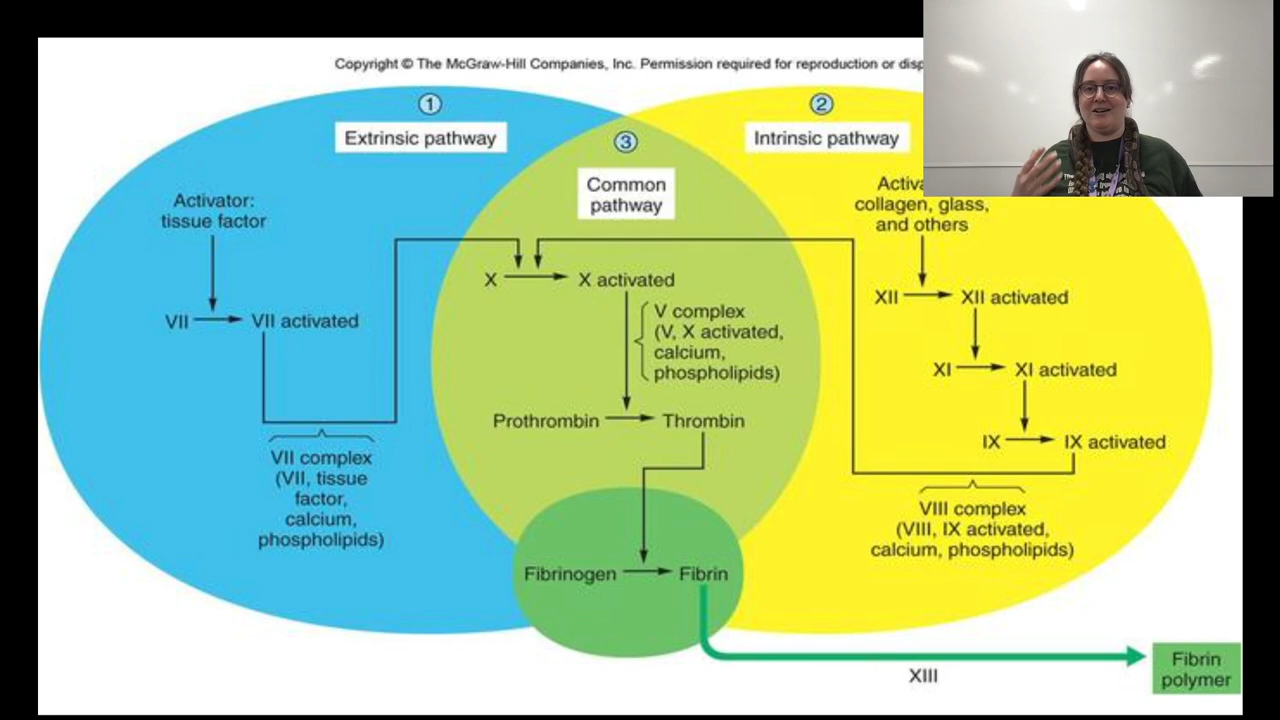 Copyright © The McGraw-Hill Companies, Inc. Permission required for reproduction or
1
Extrinsic pathway
2
Intrinsic pathway
3
Common
pathway
Activator:
tissue factor
VII
VII activated
VII complex
(VII, tissue
factor,
calcium,
phospholipids)
X
X activated
V complex
(V, X activated,
calcium,
phospholipids)
Prothrombin
Thrombin
Fibrinogen
Fibrin
collagen, glass,
and others
XII
XII activated
XI
XI activated
IX
IX activated
VIII complex
(VIII, IX activated,
calcium, phospholipids)
XIII
Fibrin
polymer